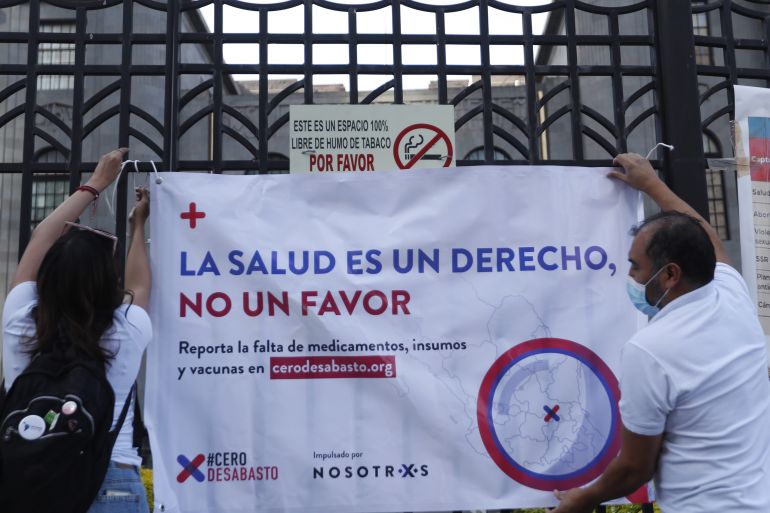 ESTE ES UN ESPACIO 100%
LIBRE DE HUMO DE TABACO
POR FAVOR
LA SALUD ES UN DERECHO,
NO UN FAVOR
Reporta la falta de medicamentos, insumos
y vacunas en cerodesabasto.org
#CERO
DESABASTO
Impulsado por
NOSOTRXS
Salud